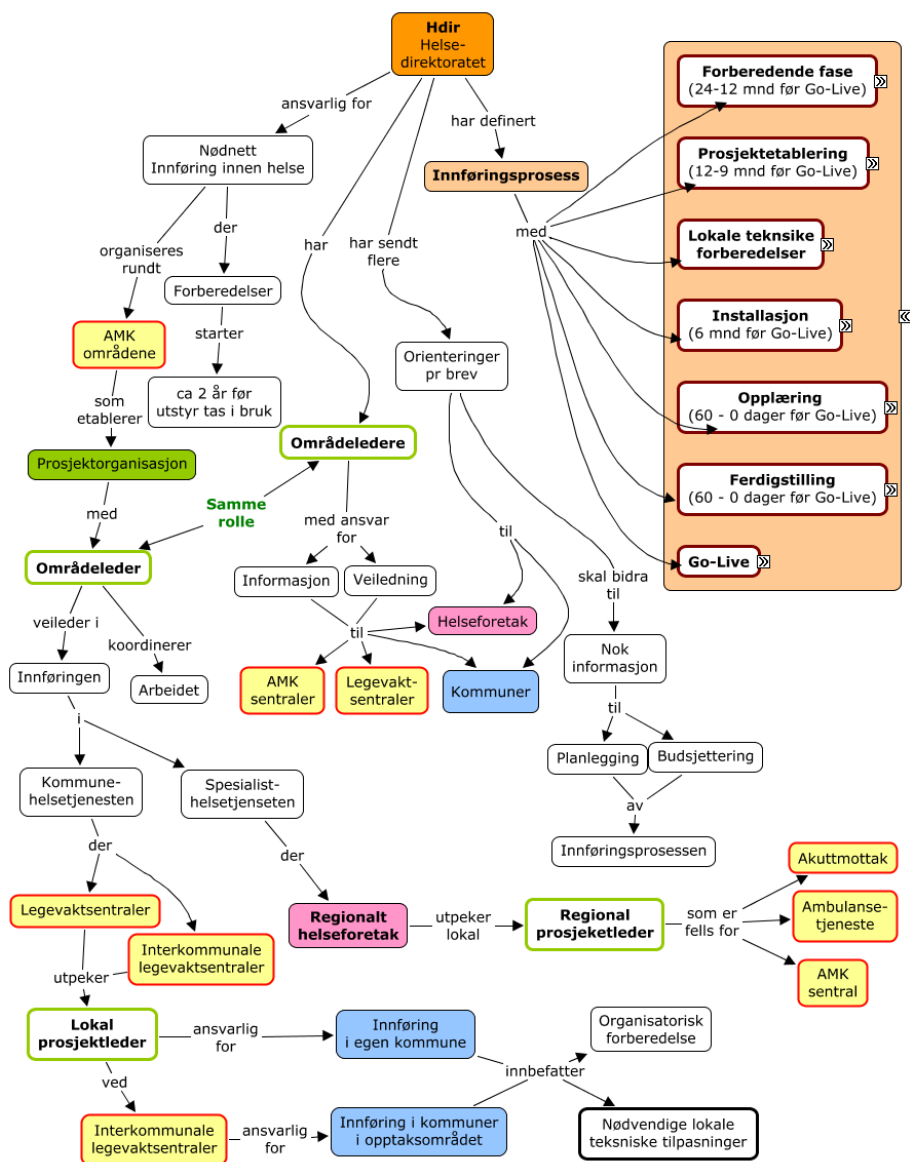 Hdir
Helse-
direktoratet
ansvarlig for
har definert
Nødnett
Innføring innen helse
Innføringsprosess
har
har sendt
flere
med
organiseres
rundt
der
Forberedelser
AMK
områdene
starter
ca 2 år før
utstyr tas i bruk
som
etablerer
Prosjektorganisasjon
Orienteringer
pr brev
Områdeledere
Samme
rolle
med
Områdeleder
med ansvar
for
Informasjon
Veiledning
til
til
Helseforetak
AMK
sentraler
Legevakt-
sentraler
Kommuner
skal bidra
til
Nok
informasjon
til
Planlegging
Budsjettering
av
Innføringsprosessen
Forberedende fase
(24-12 mnd før Go-Live)
Prosjektetablering
(12-9 mnd før Go-Live)
Lokale teknsike
forberedelser
Installasjon
(6 mnd før Go-Live)
Opplæring
(60 - 0 dager før Go-Live)
Ferdigstilling
(60 - 0 dager før Go-Live)
Go-Live
veileder i
koordinerer
Innføringen
Arbeidet
i
Kommune-
helsetjenesten
Spesialist-
helsetjenseten
der
der
Legevaktsentraler
Interkommunale
legevaktsentraler
Regionalt
helseforetak
utpeker
lokal
Regional
prosjeketleder
som er
fells for
Akuttmottak
Ambulanse-
tjeneste
AMK
sentral
utpeker
Lokal
prosjektleder
ansvarlig
for
Innføring
i egen kommune
Organisatorisk
forberedelse
innbefatter
ved
Interkommunale
legevaktsentraler
ansvarlig
for
Innføring i kommuner
i opptaksområdet
Nødvendige lokale
teksniske tilpasninger